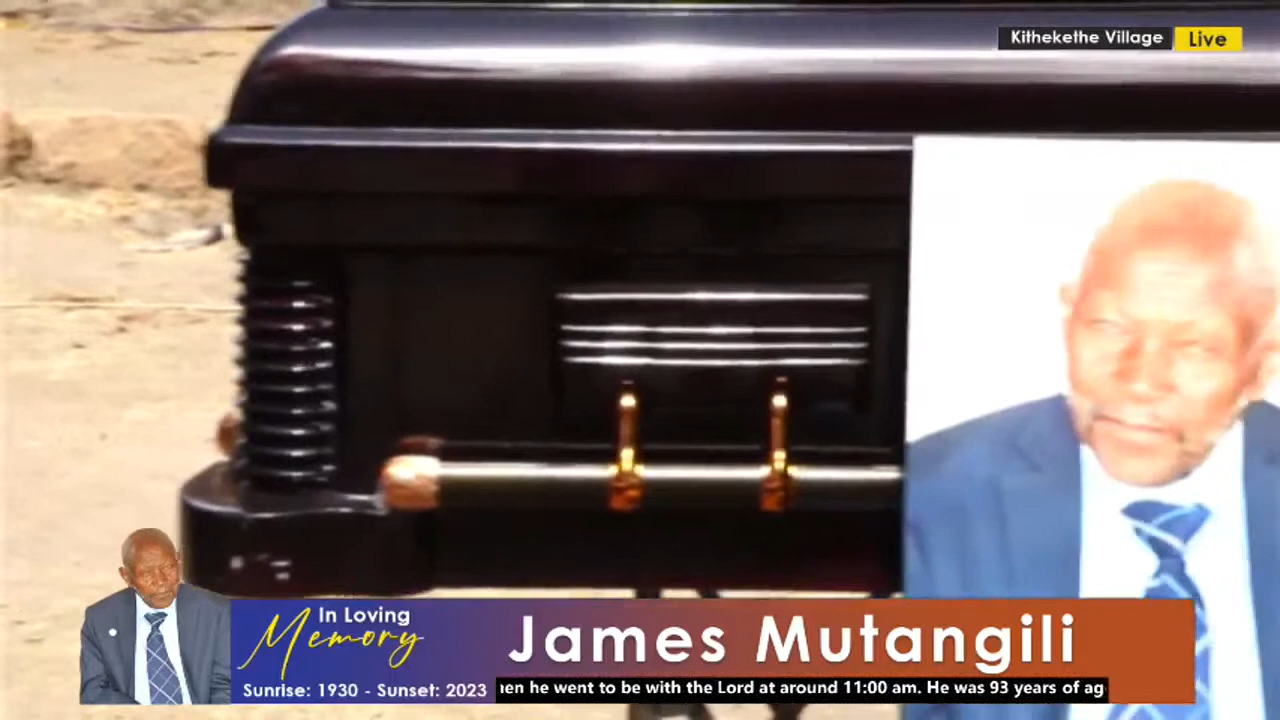 Kithekethe Village Live
In Loving
Memory
James Mutangili
Sunrise: 1930 - Sunset: 2023
he went to be with the Lord at around 11:00 am. He was 93 years of ag